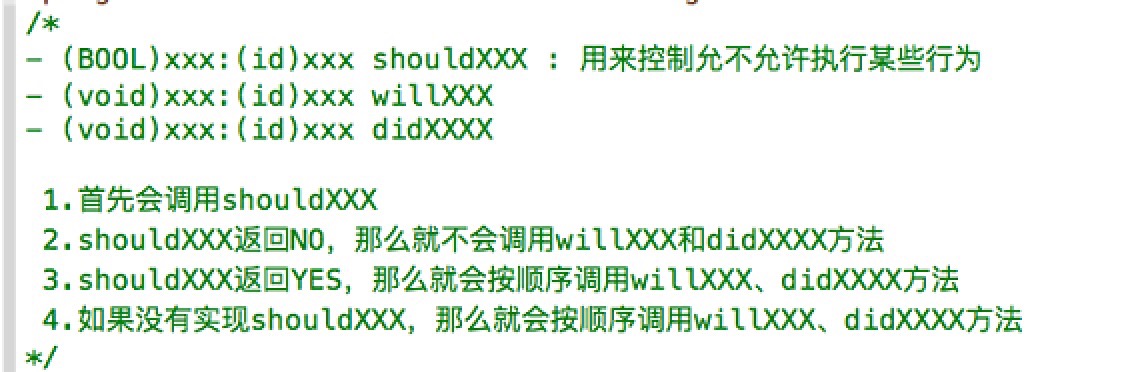 /*
- (BOOL)xxx:(id)xxx shouldXXX : 用来控制允不允许执行某些行为
- (void)xxx:(id)xxx willXXX
- (void)xxx:(id)xxx didXXXX
1.首先会调用shouldXXX
2.shouldXXX返回NO，那么就不会调用willXXX和didXXXX方法
3.shouldXXX返回YES，那么就会按顺序调用willXXX、didXXXX方法
4.如果没有实现shouldXXX，那么就会按顺序调用willXXX、didXXXX方法
*/